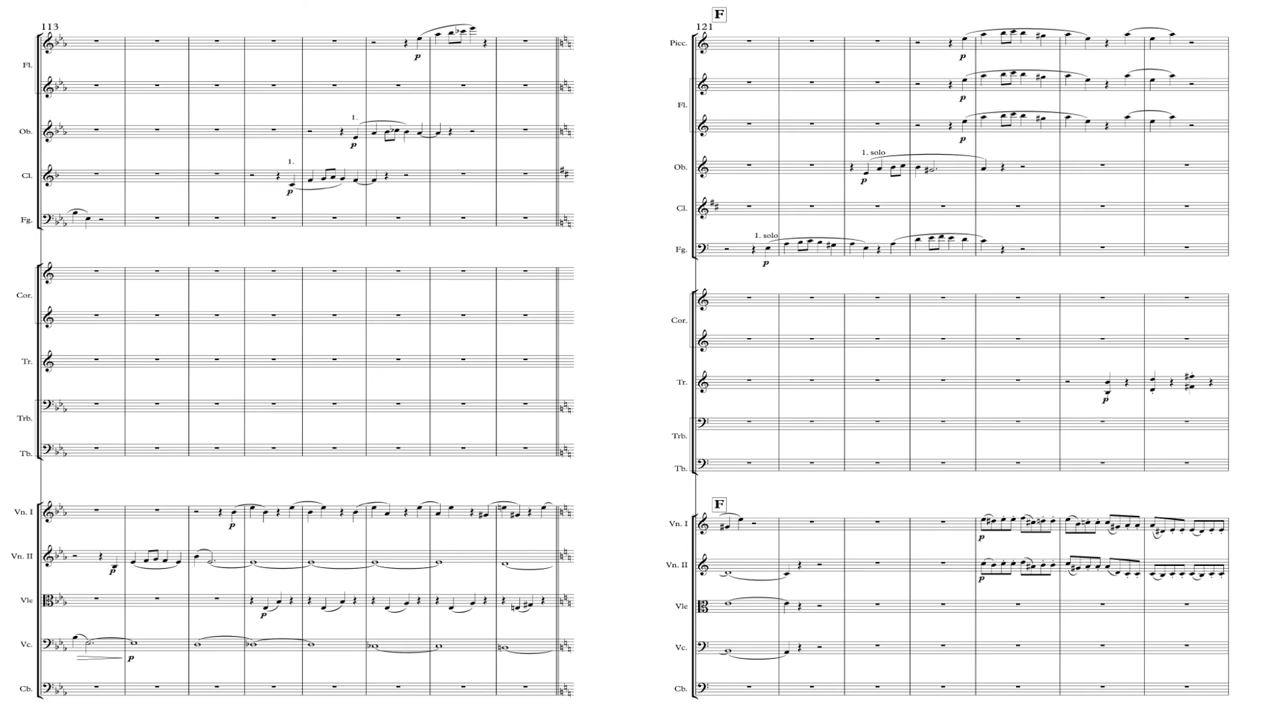 113
Fl.
p
1.
Ob.
p
1.
Cl.
p
Fg.
Cor.
Tr.
Trb.
Tb.
Vn. I
p
Vn. II
p
Vle
p
Vc.
p
Cb.
F
121
Picc.
p
Fl.
p
p
1. solo
Ob.
p
Cl.
1. solo
Fg.
p
Cor.
Tr.
p
Trb.
Tb.
F
Vn. I
p
Vn. II
p
Vle
Vc.
Cb.